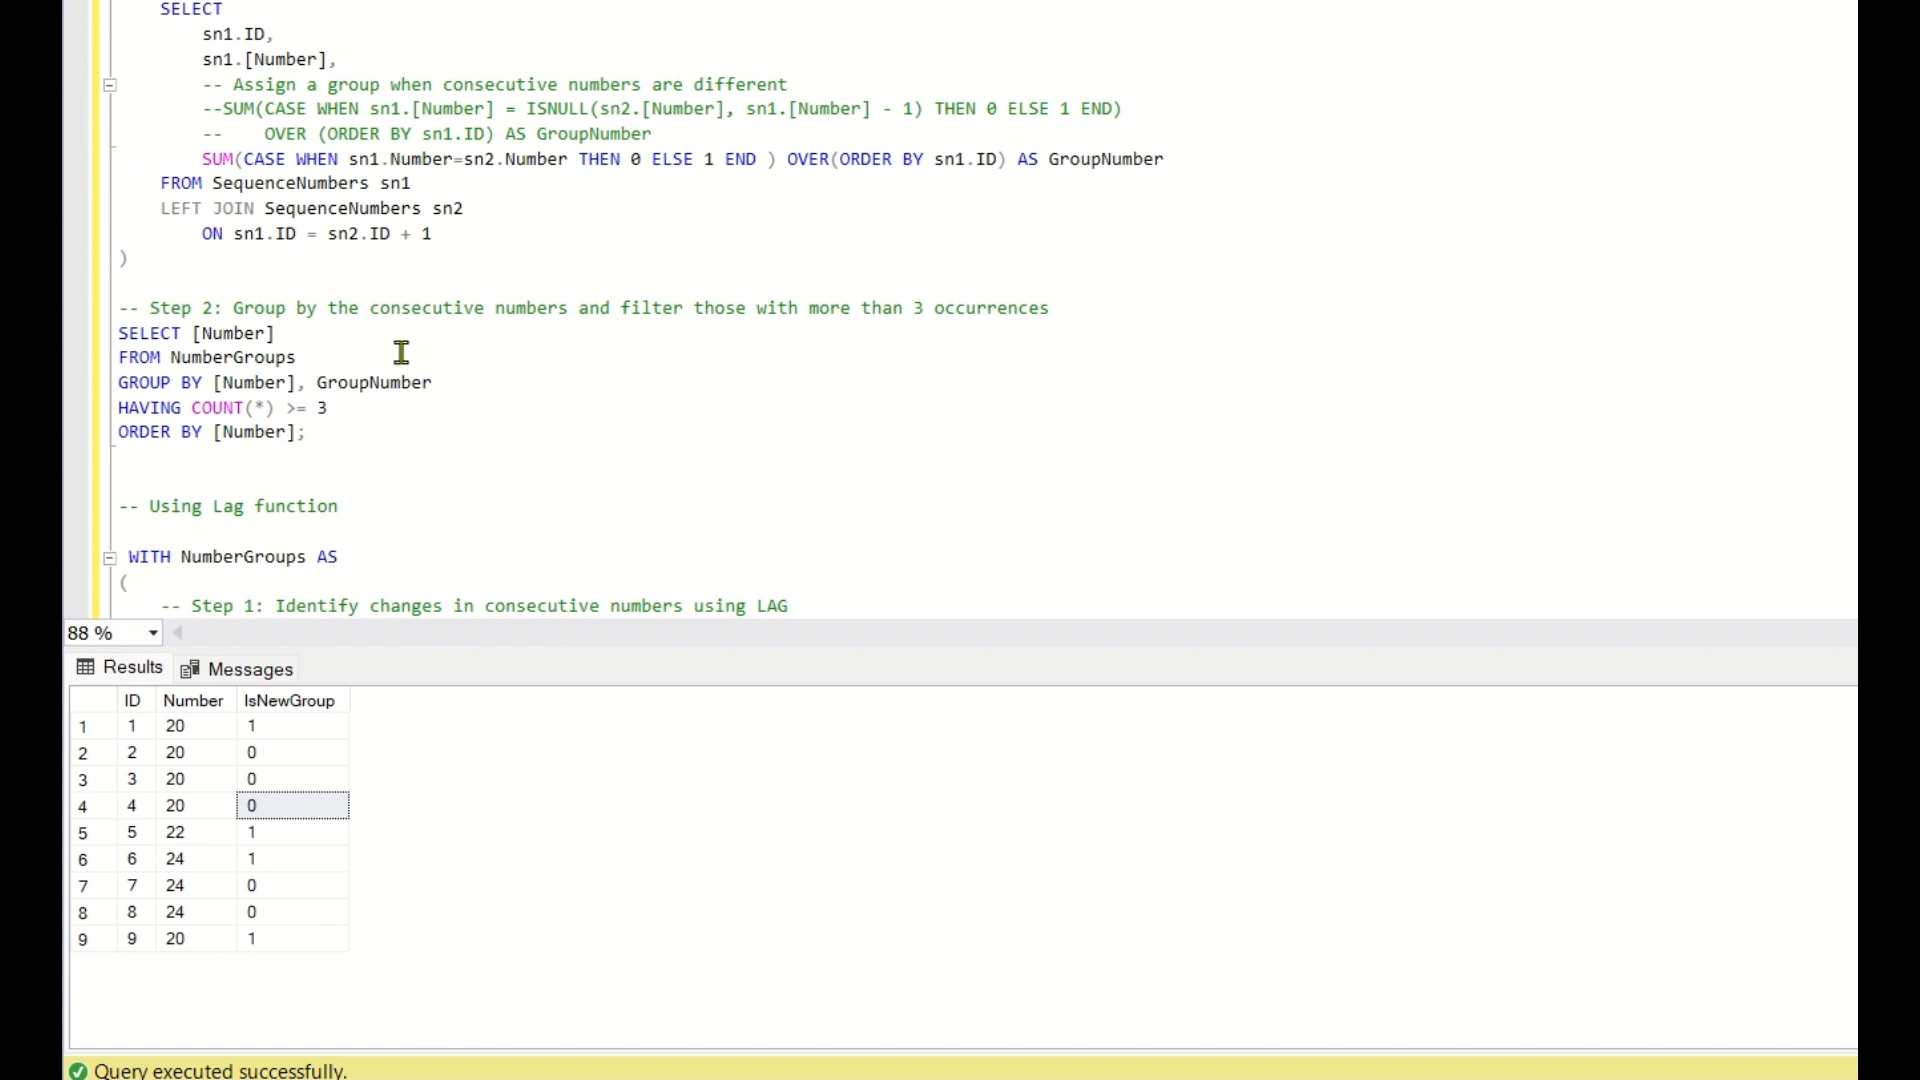 SELECT
sn1.ID,
sn1.[Number],
-- Assign a group when consecutive numbers are different
--SUM(CASE WHEN sn1.[Number] = ISNULL(sn2.[Number], sn1.[Number] - 1) THEN 0 ELSE 1 END)
--    OVER (ORDER BY sn1.ID) AS GroupNumber
SUM(CASE WHEN sn1.Number=sn2.Number THEN 0 ELSE 1 END ) OVER(ORDER BY sn1.ID) AS GroupNumber
FROM SequenceNumbers sn1
LEFT JOIN SequenceNumbers sn2
ON sn1.ID = sn2.ID + 1
)
-- Step 2: Group by the consecutive numbers and filter those with more than 3 occurrences
SELECT [Number]
FROM NumberGroups
GROUP BY [Number], GroupNumber
HAVING COUNT(*) >= 3
ORDER BY [Number];
-- Using Lag function
WITH NumberGroups AS
(
-- Step 1: Identify changes in consecutive numbers using LAG
88 %
Results Messages
ID Number IsNewGroup
1 1 20 1
2 2 20 0
3 3 20 0
4 4 20 0
5 5 22 1
6 6 24 1
7 7 24 0
8 8 24 0
9 9 20 1
Query executed successfully.